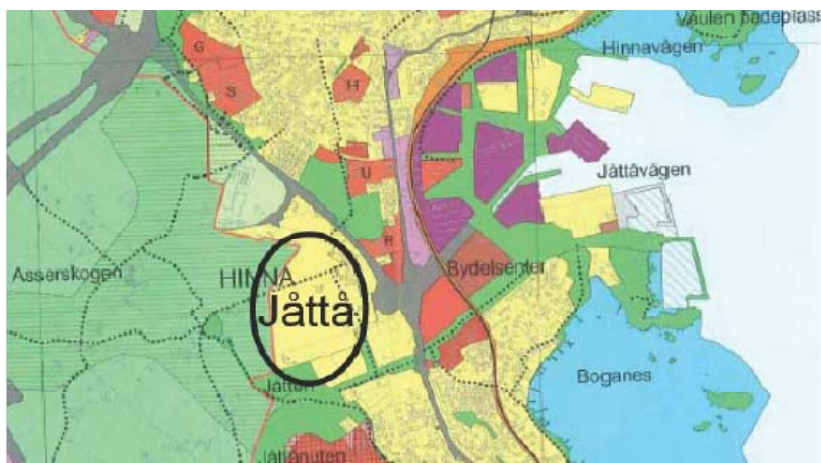 Vaulen badeplass
Hinnavågen
G
S
H
U
Jåttåvågen
B
Bydelsenter
Asserskogen
HINNA
Jåttå
Boganes
Jåtten
Jåttånuten